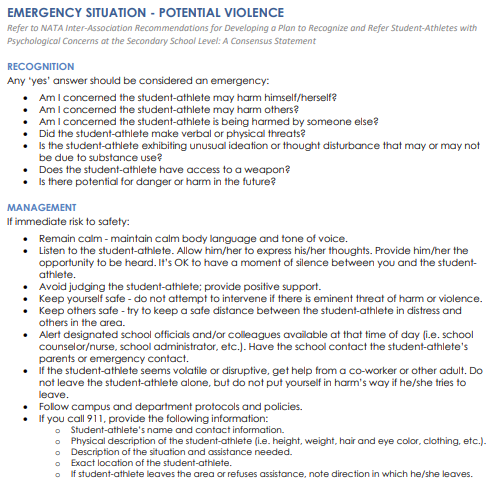 EMERGENCY SITUATION - POTENTIAL VIOLENCE
Refer to NATA Inter-Association Recommendations for Developing a Plan to Recognize and Refer Student-Athletes with
Psychological Concerns at the Secondary School Level: A Consensus Statement
RECOGNITION
Any 'yes' answer should be considered an emergency:
• Am I concerned the student-athlete may harm himself/herself?
• Am I concerned the student-athlete may harm others?
• Am I concerned the student-athlete is being harmed by someone else?
• Did the student-athlete make verbal or physical threats?
• Is the student-athlete exhibiting unusual ideation or thought disturbance that may or may not
be due to substance use?
• Does the student-athlete have access to a weapon?
• Is there potential for danger or harm in the future?
MANAGEMENT
If immediate risk to safety:
• Remain calm - maintain calm body language and tone of voice.
• Listen to the student-athlete. Allow him/her to express his/her thoughts. Provide him/her the
opportunity to be heard. It's OK to have a moment of silence between you and the student-
athlete.
• Avoid judging the student-athlete; provide positive support.
• Keep yourself safe - do not attempt to intervene if there is eminent threat of harm or violence.
• Keep others safe - try to keep a safe distance between the student-athlete in distress and
others in the area.
• Alert designated school officials and/or colleagues available at that time of day (i.e. school
counselor/nurse, school administrator, etc.). Have the school contact the student-athlete's
parents or emergency contact.
• If the student-athlete seems volatile or disruptive, get help from a co-worker or other adult. Do
not leave the student-athlete alone, but do not put yourself in harm's way if he/she tries to
leave.
• Follow campus and department protocols and policies.
• If you call 911, provide the following information:
o Student-athlete's name and contact information.
o Physical description of the student-athlete (i.e. height, weight, hair and eye color, clothing, etc.).
o Description of the situation and assistance needed.
o Exact location of the student-athlete.
o If student-athlete leaves the area or refuses assistance, note direction in which he/she leaves.